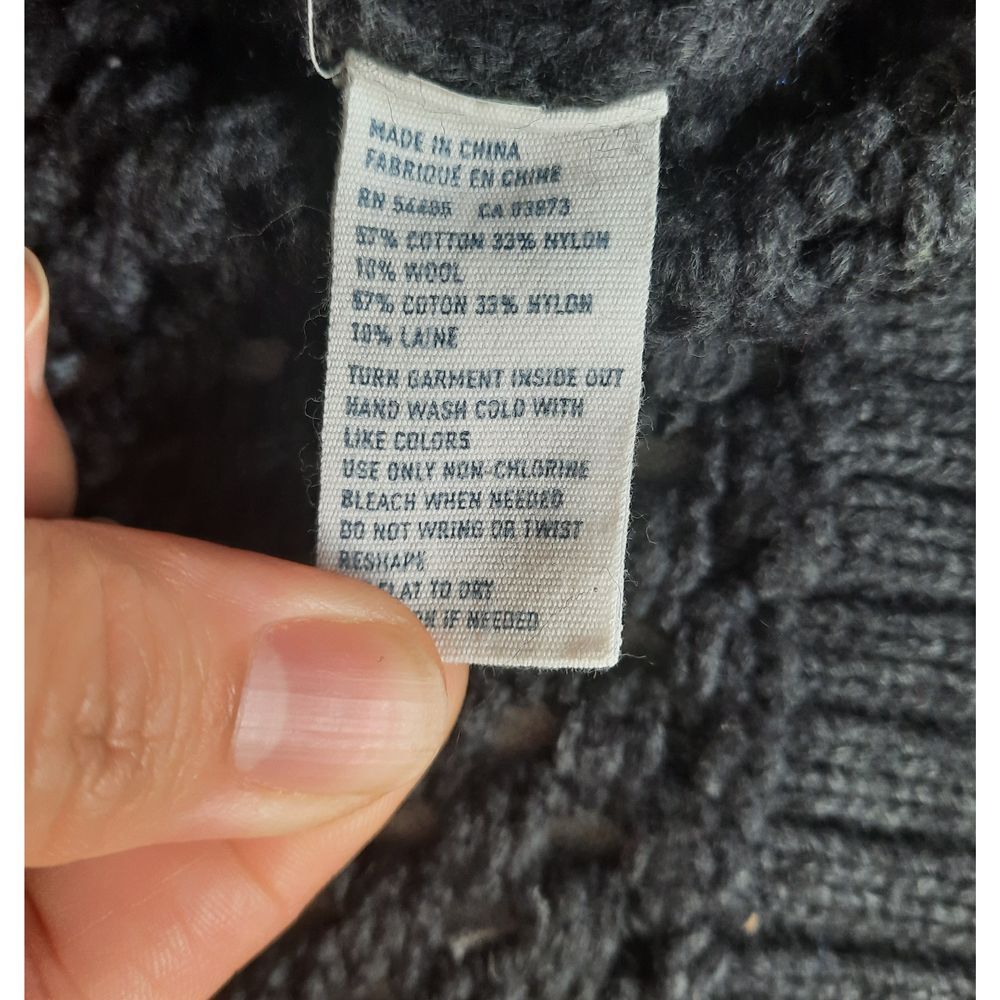 MADE IN CHINA
FABRIQUÉ EN CHINE
RN 54485 CA 03873
57% COTTON 33% NYLON
10% WOOL
57% COTON 33% NYLON
10% LAINE
TURN GARMENT INSIDE OUT
HAND WASH COLD WITH
LIKE COLORS
USE ONLY NON-CHLORINE
BLEACH WHEN NEEDED
DO NOT WRING OR TWIST
RESHAPE
FLAT TO DRY
IF NEEDED